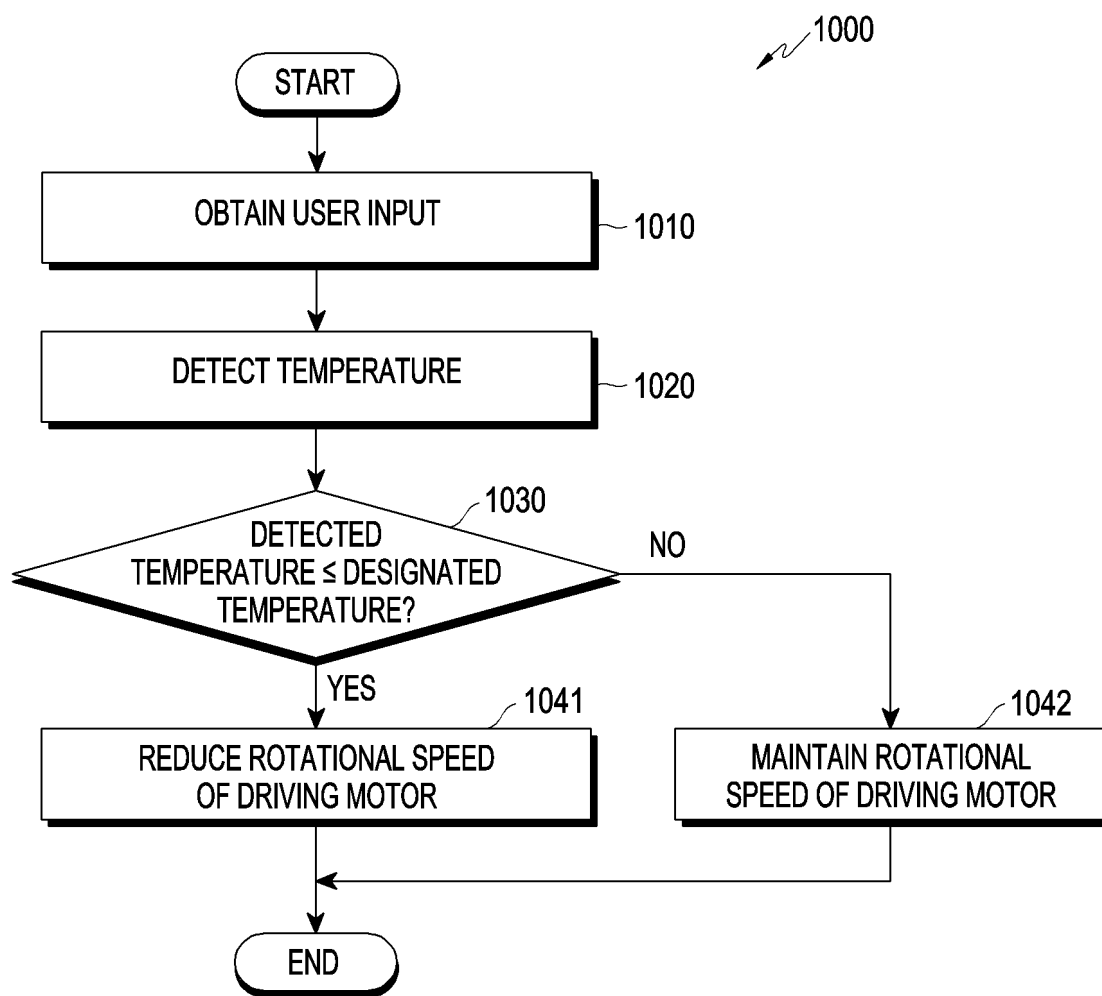 1000
START
OBTAIN USER INPUT
1010
DETECT TEMPERATURE
1020
1030
DETECTED
TEMPERATURE ≤ DESIGNATED
TEMPERATURE?
NO
YES
1041
REDUCE ROTATIONAL SPEED
OF DRIVING MOTOR
1042
MAINTAIN ROTATIONAL
SPEED OF DRIVING MOTOR
END